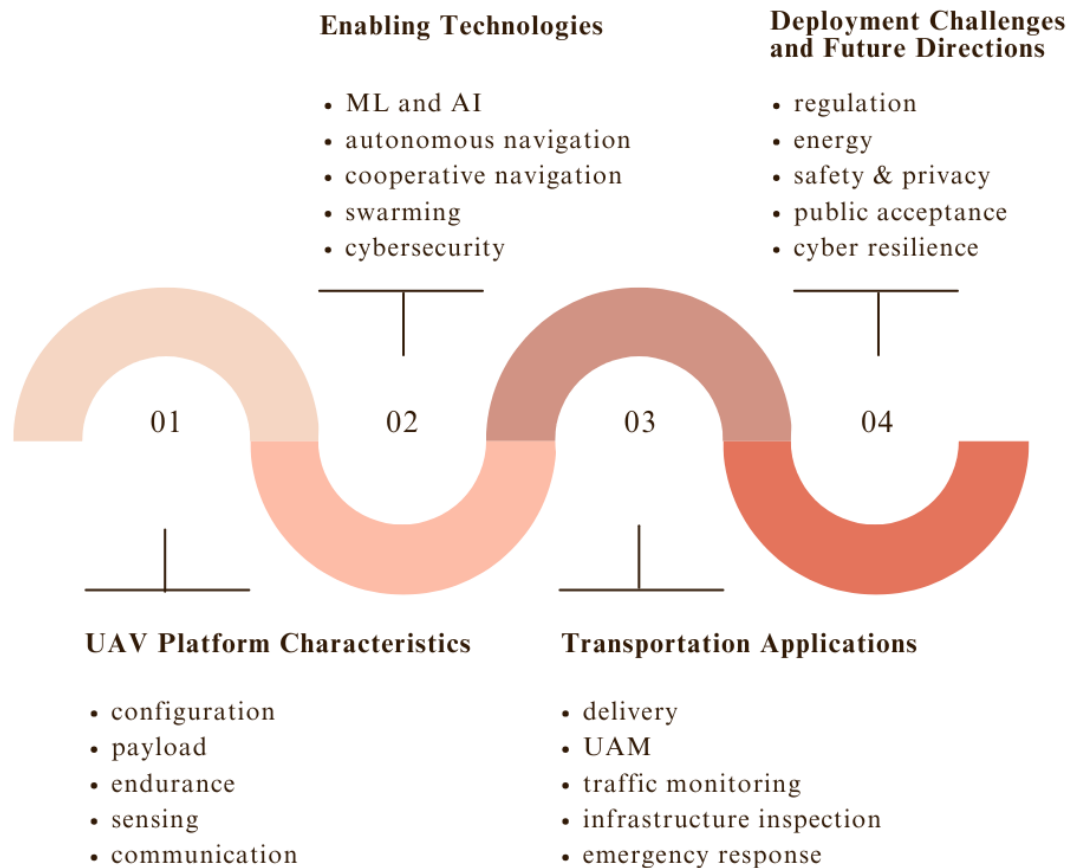 Enabling Technologies
• ML and AI
• autonomous navigation
• cooperative navigation
• swarming
• cybersecurity
Deployment Challenges
and Future Directions
• regulation
• energy
• safety & privacy
• public acceptance
• cyber resilience
01
02
03
04
UAV Platform Characteristics
• configuration
• payload
• endurance
• sensing
• communication
Transportation Applications
• delivery
• UAM
• traffic monitoring
• infrastructure inspection
• emergency response